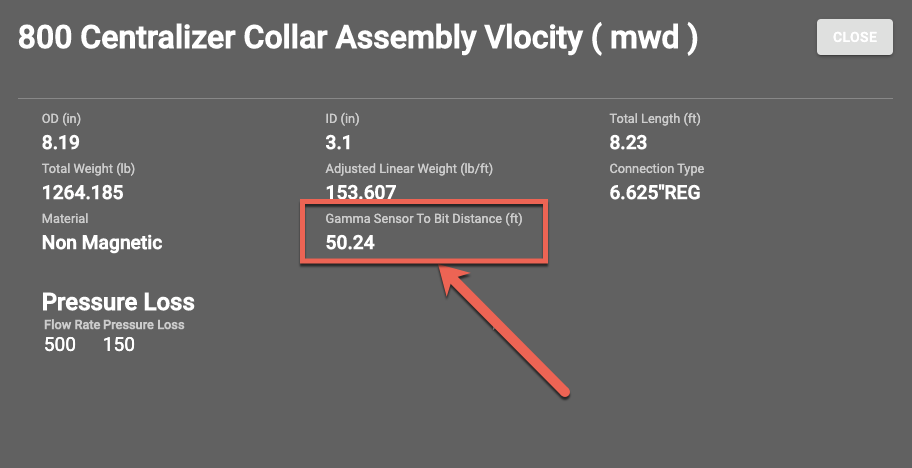 800 Centralizer Collar Assembly Vlocity ( mwd )
CLOSE
OD (in)
ID (in)
Total Length (ft)
8.19
3.1
8.23
Total Weight (lb)
Adjusted Linear Weight (lb/ft)
Connection Type
1264.185
153.607
6.625"REG
Material
Gamma Sensor To Bit Distance (ft)
Non Magnetic
50.24
Pressure Loss
Flow Rate Pressure Loss
500 150